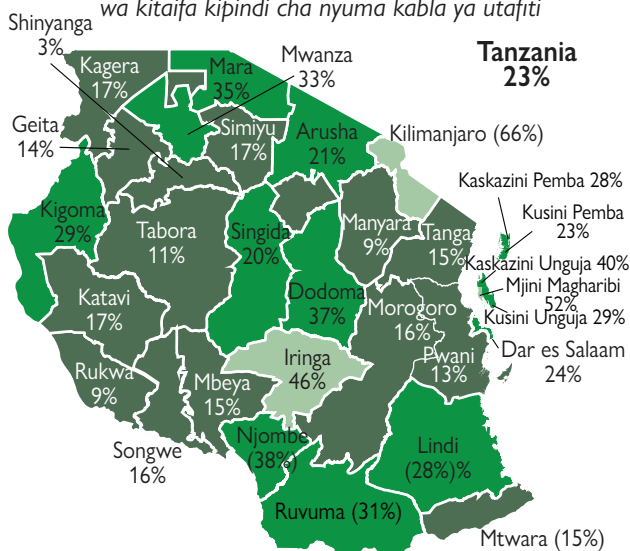 wa kitaifa kipindi cha nyuma kabla ya utafiti
Tanzania
23%
Shinyanga
3%
Kagera
17%
Mara
35%
Mwanza
33%
Geita
14%
Simiyu
17%
Arusha
21%
Kilimanjaro (66%)
Kigoma
29%
Tabora
11%
Singida
20%
Manyara
9%
Tanga
15%
Kaskazini Pemba 28%
Kusini Pemba
23%
Kaskazini Unguja 40%
Mjini Magharibi
52%
Kusini Unguja 29%
Katavi
17%
Dodoma
37%
Morogoro
16%
Pwani
13%
Dar es Salaam
24%
Rukwa
9%
Mbeya
15%
Iringa
46%
Songwe
16%
Njombe
(38%)
Lindi
(28%)%
Ruvuma (31%)
Mtwara (15%)